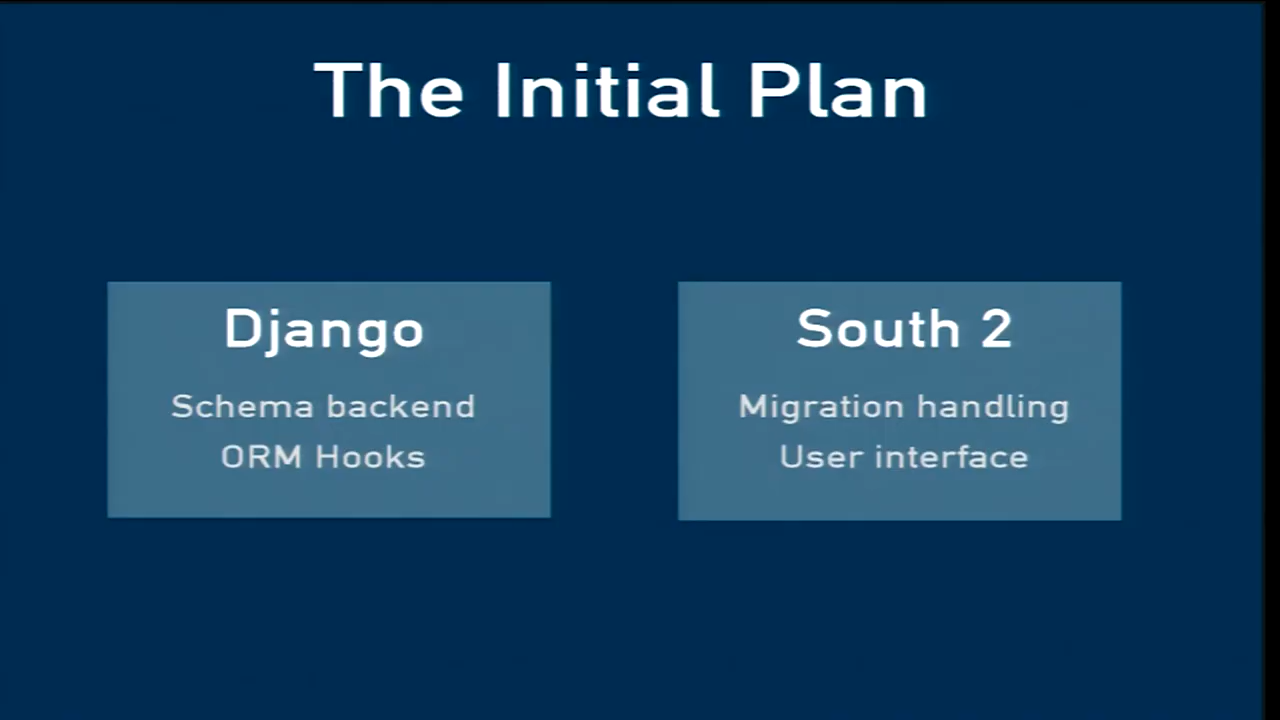 The Initial Plan
Django
Schema backend
ORM Hooks
South 2
Migration handling
User interface